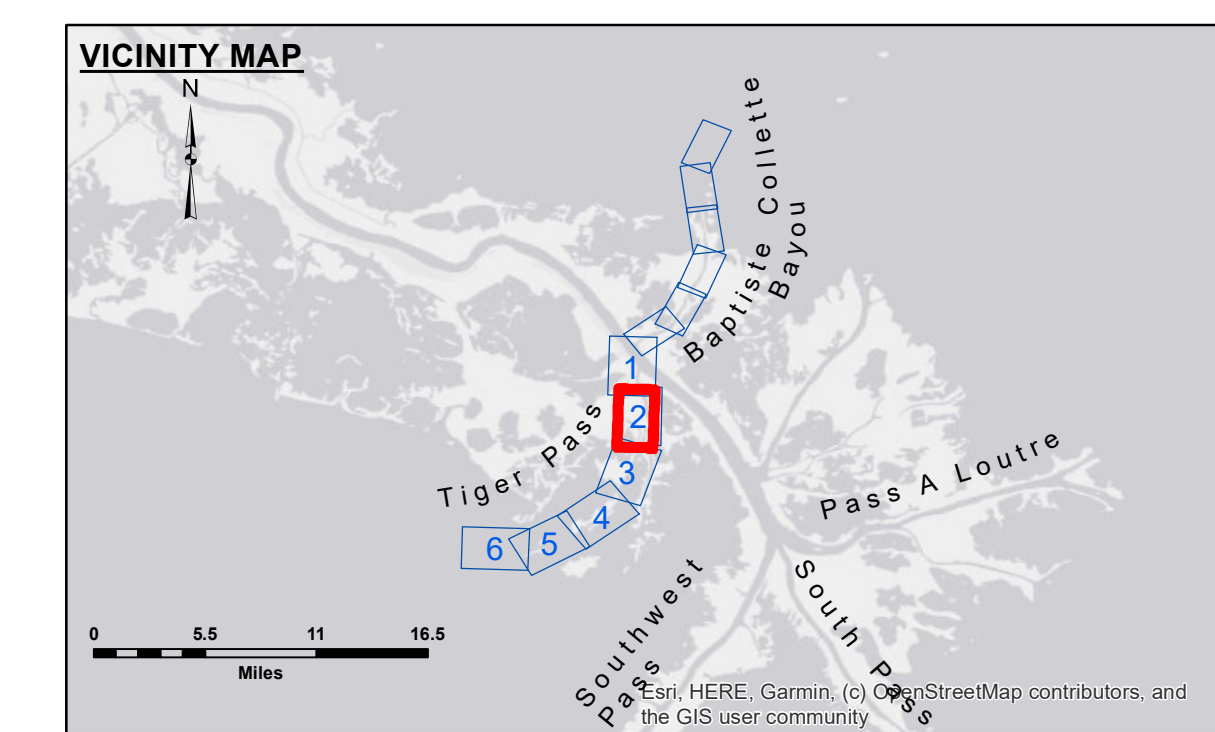 VICINITY MAP
N
Baptiste Collette
Bayou
1
2
3
4
5
6
Tiger Pass
Pass A Loutre
Southwest
Pass
South Pass
0 5.5 11 16.5
Miles
Esri, HERE, Garmin, (c) OpenStreetMap contributors, and
the GIS user community